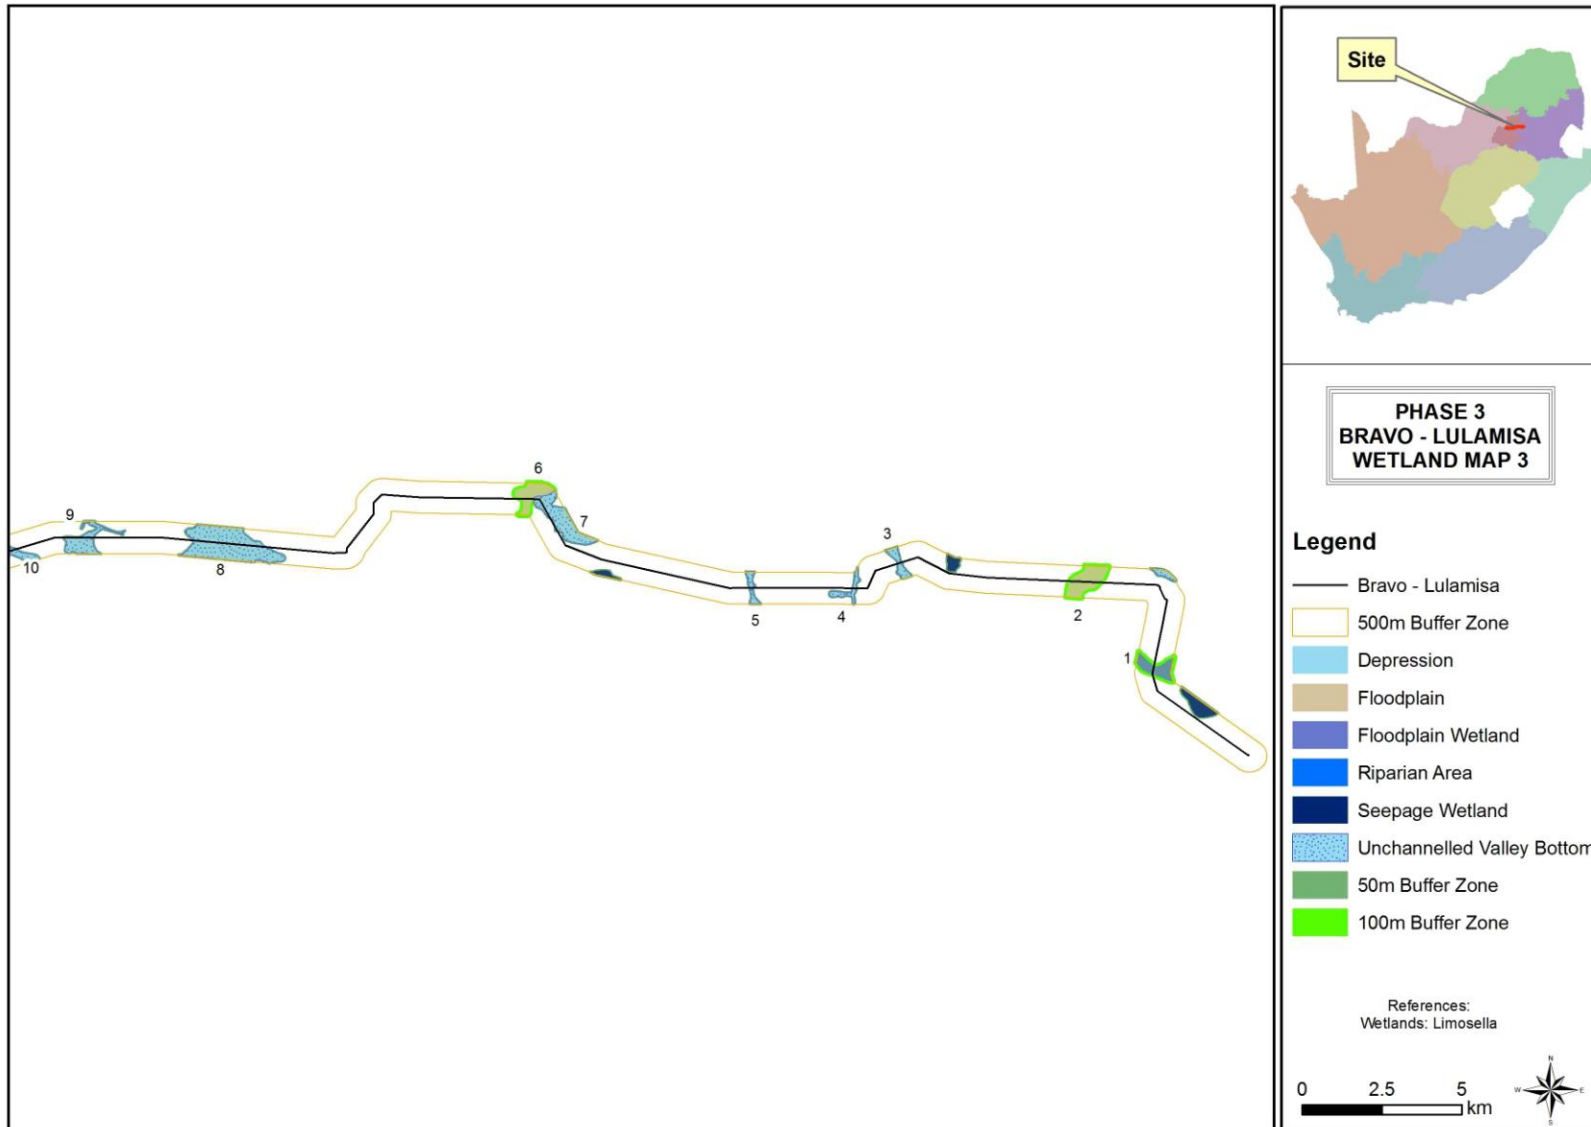 6
9
7
3
10
8
5
4
2
1
Site
PHASE 3
BRAVO - LULAMISA
WETLAND MAP 3
Legend
Bravo - Lulamisa
500m Buffer Zone
Depression
Floodplain
Floodplain Wetland
Riparian Area
Seepage Wetland
Unchannelled Valley Bottom
50m Buffer Zone
100m Buffer Zone
References:
Wetlands: Limosella
0 2.5 5
km
N
W E
S